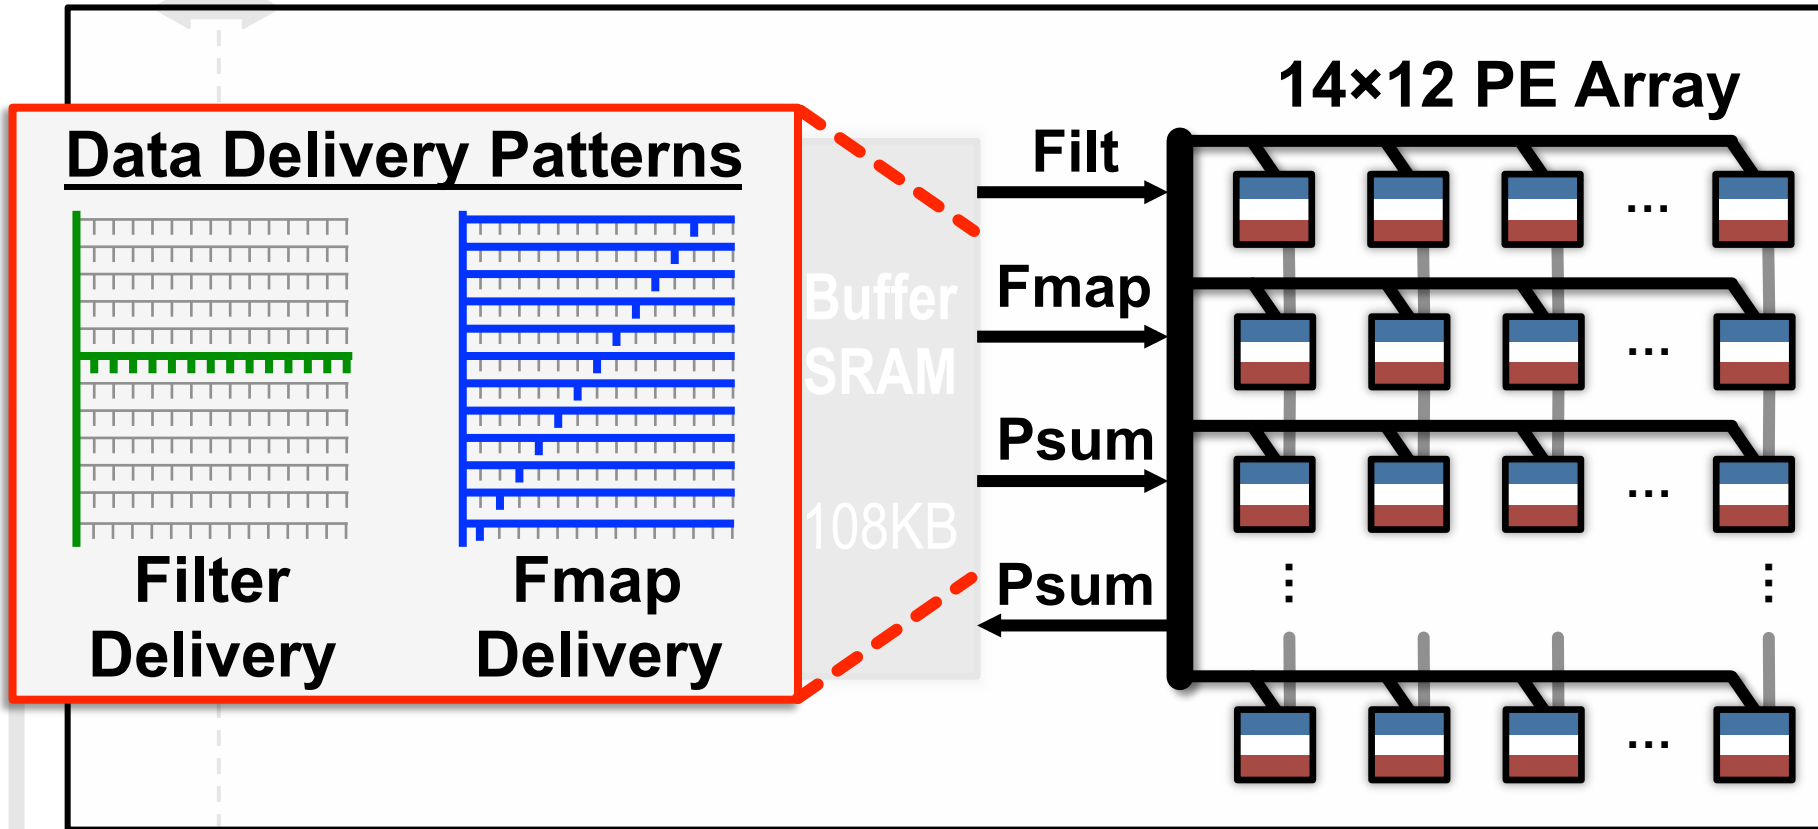 14×12 PE Array
Data Delivery Patterns
Filter
Delivery
Fmap
Delivery
Buffer
SRAM
108KB
Filt
Fmap
Psum
Psum
...
...
...
...
⋮
⋮